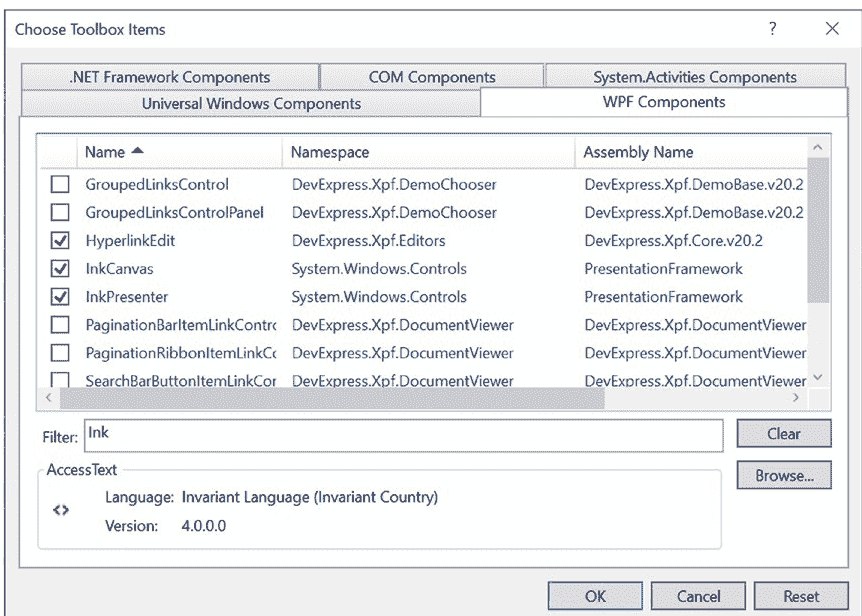 Choose Toolbox Items ?
.NET Framework Components COM Components System.Activities Components
Universal Windows Components WPF Components
Name Namespace Assembly Name
GroupedLinksControl DevExpress.Xpf.DemoChooser DevExpress.Xpf.DemoBase.v20.2
GroupedLinksControlPanel DevExpress.Xpf.DemoChooser DevExpress.Xpf.DemoBase.v20.2
HyperlinkEdit DevExpress.Xpf.Editors DevExpress.Xpf.Core.v20.2
InkCanvas System.Windows.Controls PresentationFramework
InkPresenter System.Windows.Controls PresentationFramework
PaginationBarItemLinkContro DevExpress.Xpf.DocumentViewer DevExpress.Xpf.DocumentViewer
PaginationRibbonItemLinkCo DevExpress.Xpf.DocumentViewer DevExpress.Xpf.DocumentViewer
SearchBarButtonItemLinkCor DevExpress.Xpf.DocumentViewer DevExpress.Xpf.DocumentViewer
Filter: Ink Clear
AccessText Browse...
Language: Invariant Language (Invariant Country)
Version: 4.0.0.0
OK Cancel Reset